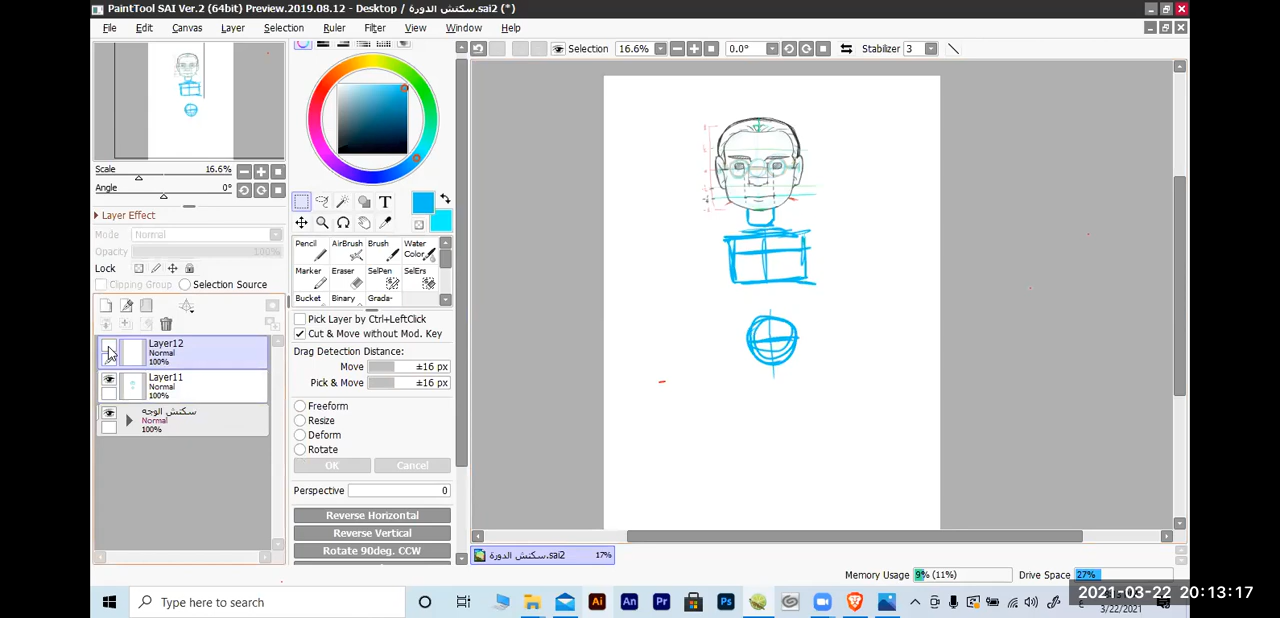 PaintTool SAI Ver.2 (64bit) Preview.2019.08.12 - Desktop / سكتش الدورة.sai2 (*)
File Edit Canvas Layer Selection Ruler Filter View Window Help
Selection 16.6% 0.0° Stabilizer 3
Scale 16.6%
Angle 0°
Layer Effect
Mode Normal
Opacity 100%
Lock
Clipping Group Selection Source
Layer12
Normal
100%
Layer11
Normal
100%
سكتش الوجه
Normal
100%
T
Pencil AirBrush Brush Water Color
Marker Eraser SelPen SelErs
Bucket Binary Grada-
Pick Layer by Ctrl+LeftClick
Cut & Move without Mod. Key
Drag Detection Distance:
Move ±16 px
Pick & Move ±16 px
Freeform
Resize
Deform
Rotate
OK Cancel
Perspective 0
Reverse Horizontal
Reverse Vertical
Rotate 90deg. CCW
سكتش الدورة.sai2 17%
Memory Usage 9% (11%) Drive Space 27%
Type here to search
Ai An Pr Ps
2021-03-22 20:13:17
3/22/2021